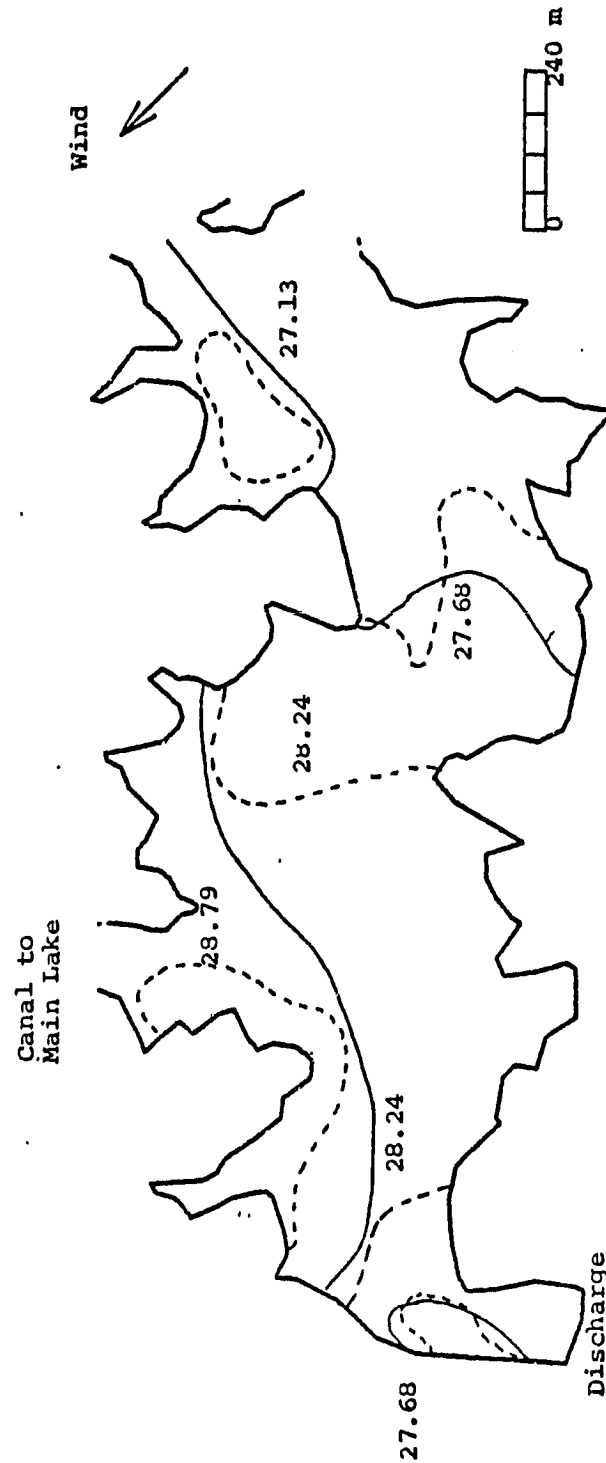 Canal to
Main Lake
Wind
28.79
27.13
28.24
28.24
27.68
27.68
Discharge
0
240 m